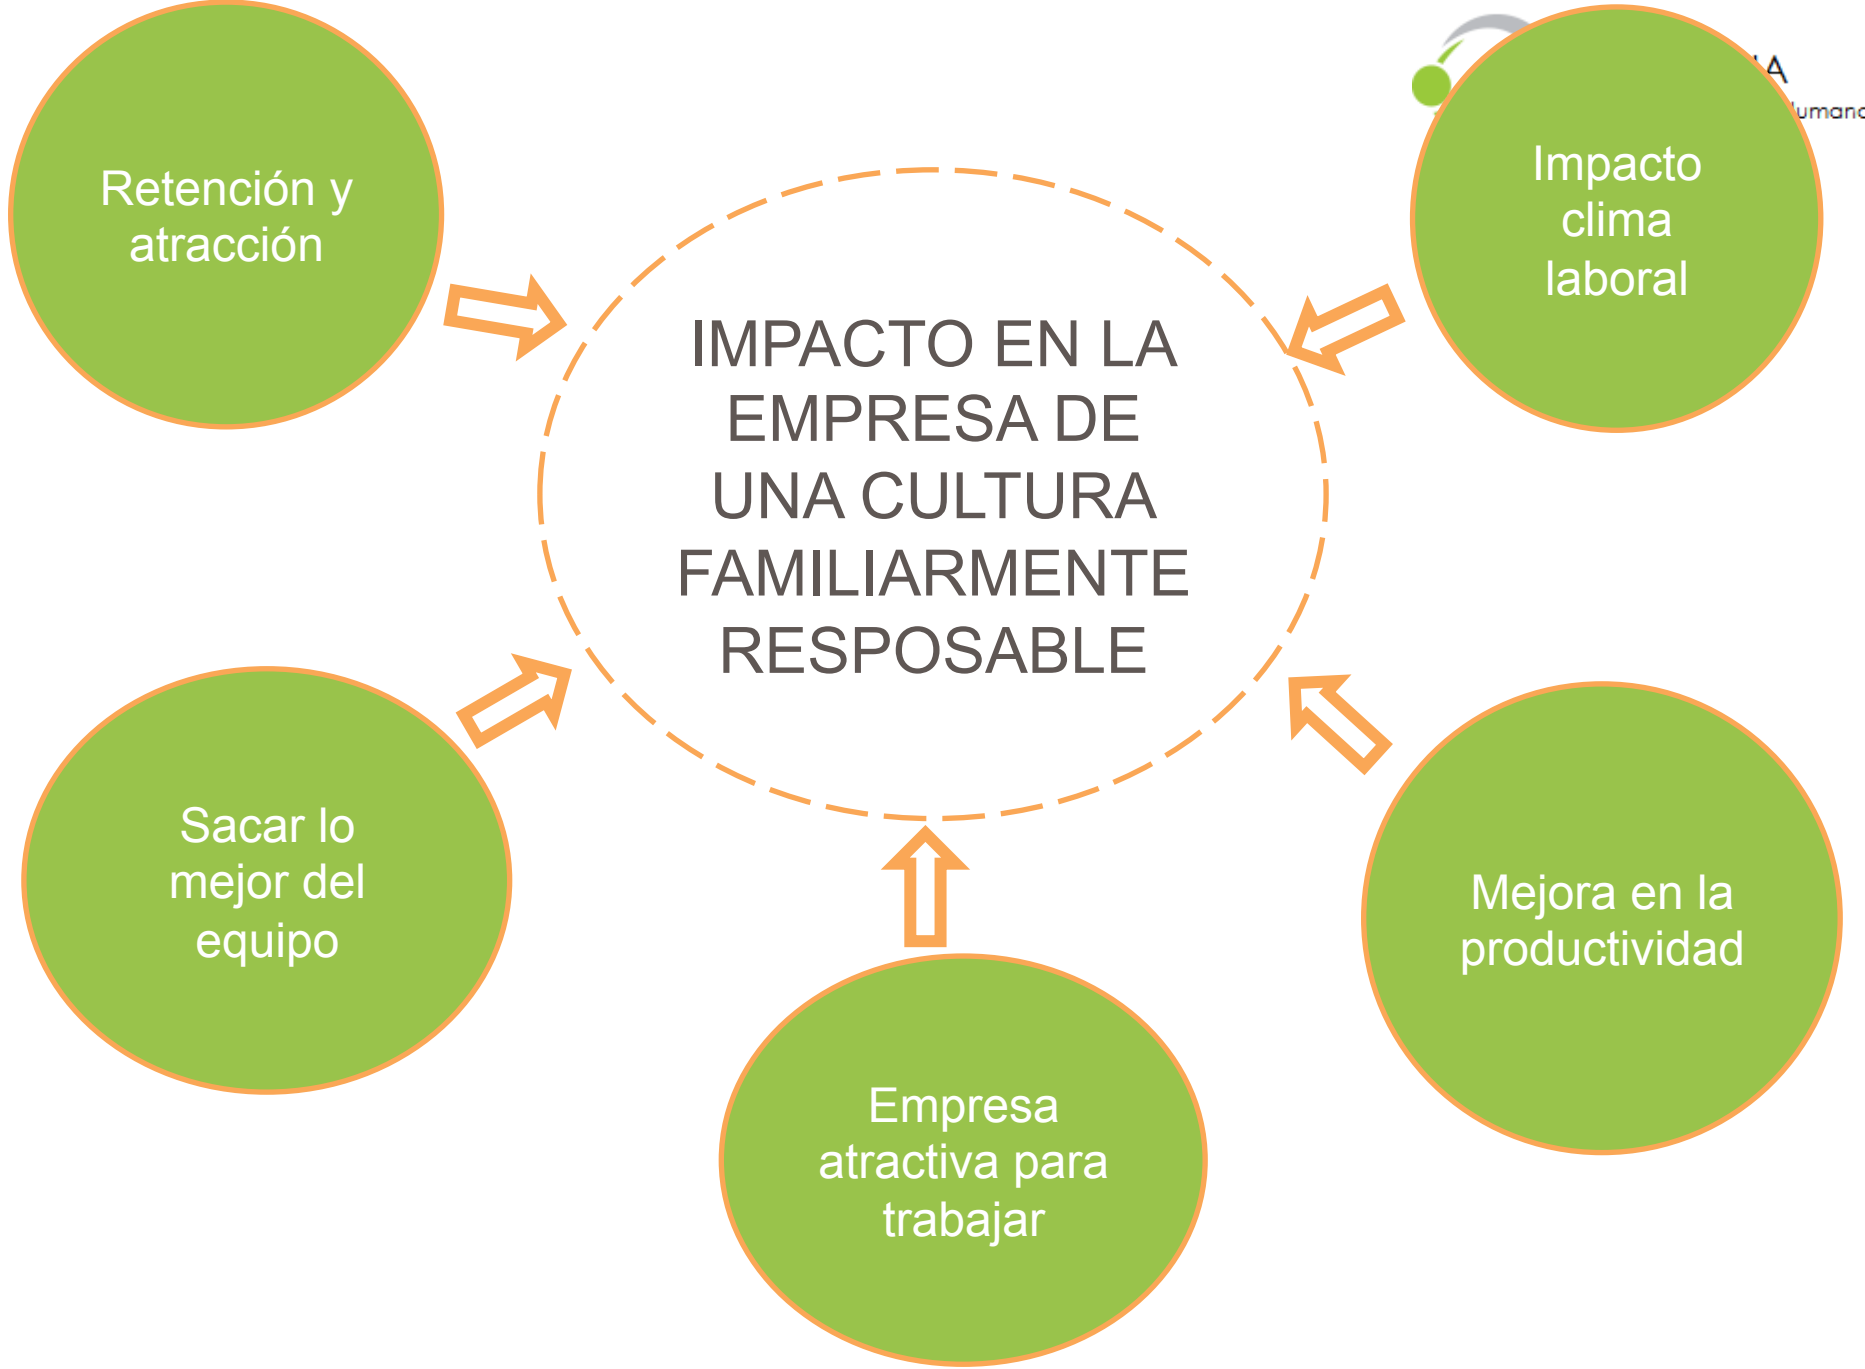 Retención y
atracción
Impacto
clima
laboral
IMPACTO EN LA
EMPRESA DE
UNA CULTURA
FAMILIARMENTE
RESPOSABLE
Sacar lo
mejor del
equipo
Mejora en la
productividad
Empresa
atractiva para
trabajar